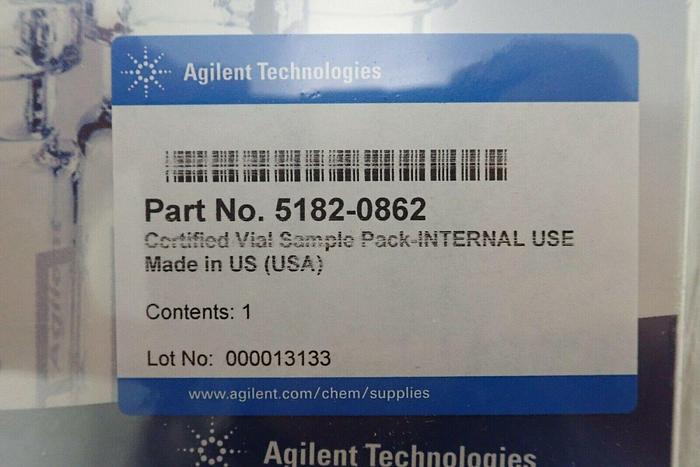 Agilent Technologies
Part No. 5182-0862
Certified Vial Sample Pack-INTERNAL USE
Made in US (USA)
Contents: 1
Lot No: 000013133
www.agilent.com/chem/supplies
Agilent Technologies